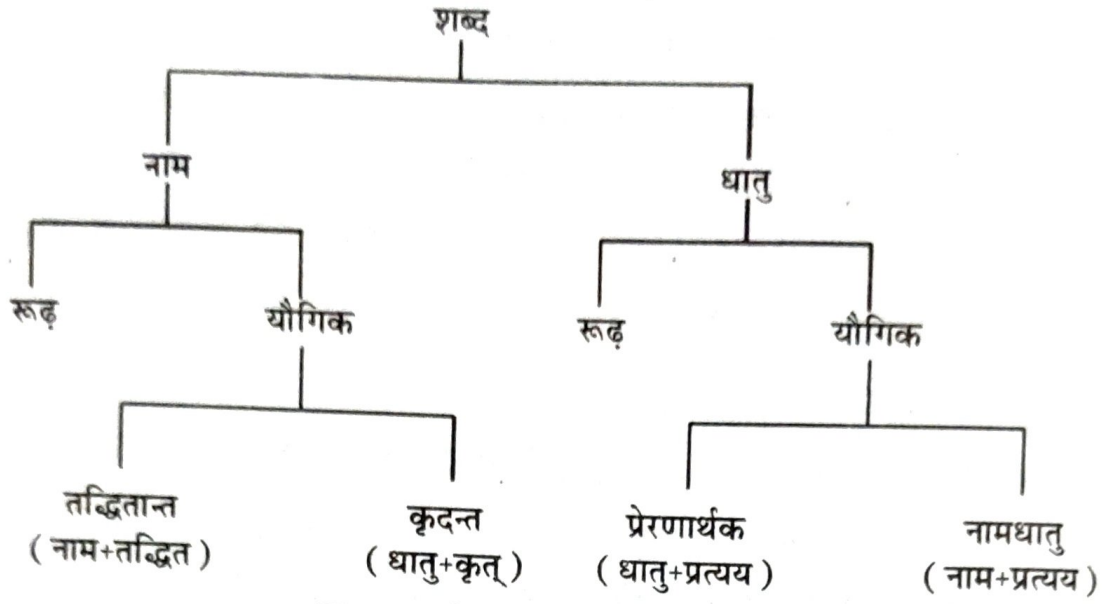 शब्द
नाम
धातु
रूढ़
यौगिक
रूढ़
यौगिक
तद्धितान्त
(नाम+तद्धित)
कृदन्त
(धातु+कृत्)
प्रेरणार्थक
(धातु+प्रत्यय)
नामधातु
(नाम+प्रत्यय)